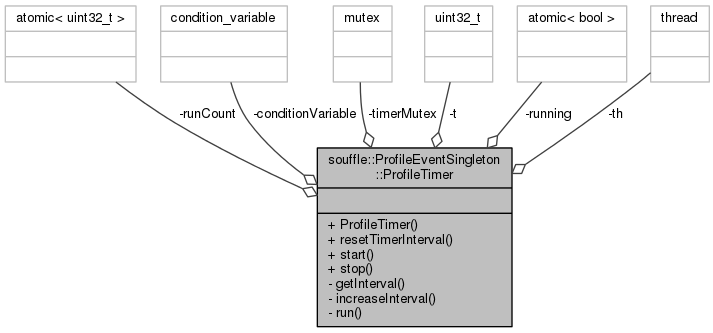 atomic< uint32_t >
condition_variable
mutex
uint32_t
atomic< bool >
thread
-runCount
-conditionVariable
-timerMutex
-t
-running
-th
souffle::ProfileEventSingleton
::ProfileTimer
+ ProfileTimer()
+ resetTimerInterval()
+ start()
+ stop()
- getInterval()
- increaseInterval()
- run()